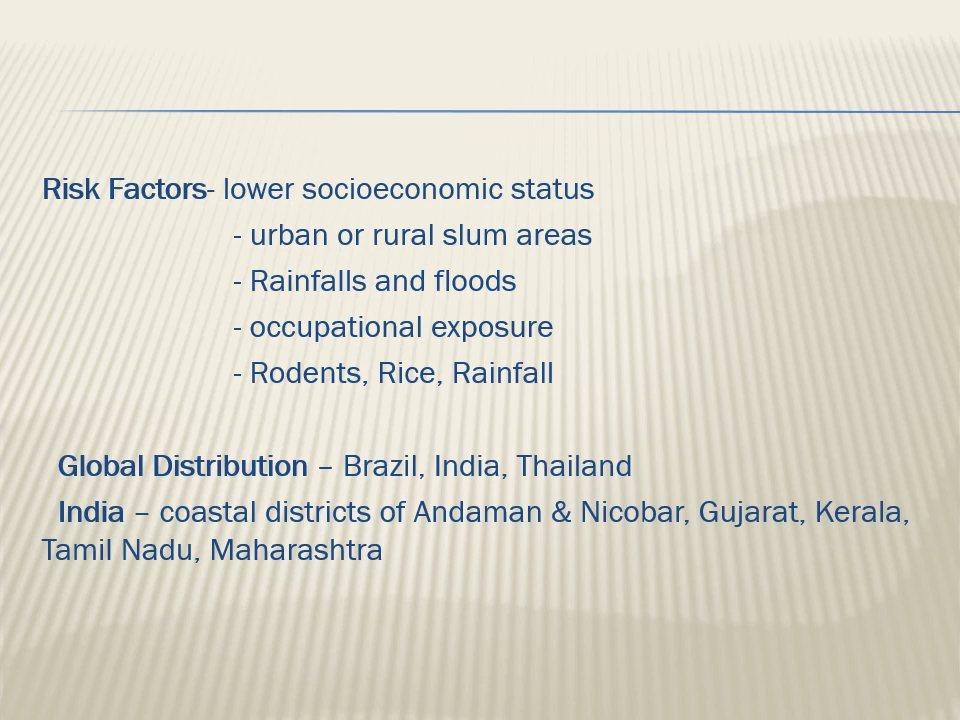 Risk Factors- lower socioeconomic status
- urban or rural slum areas
- Rainfalls and floods
- occupational exposure
- Rodents, Rice, Rainfall
Global Distribution – Brazil, India, Thailand
India – coastal districts of Andaman & Nicobar, Gujarat, Kerala,
Tamil Nadu, Maharashtra